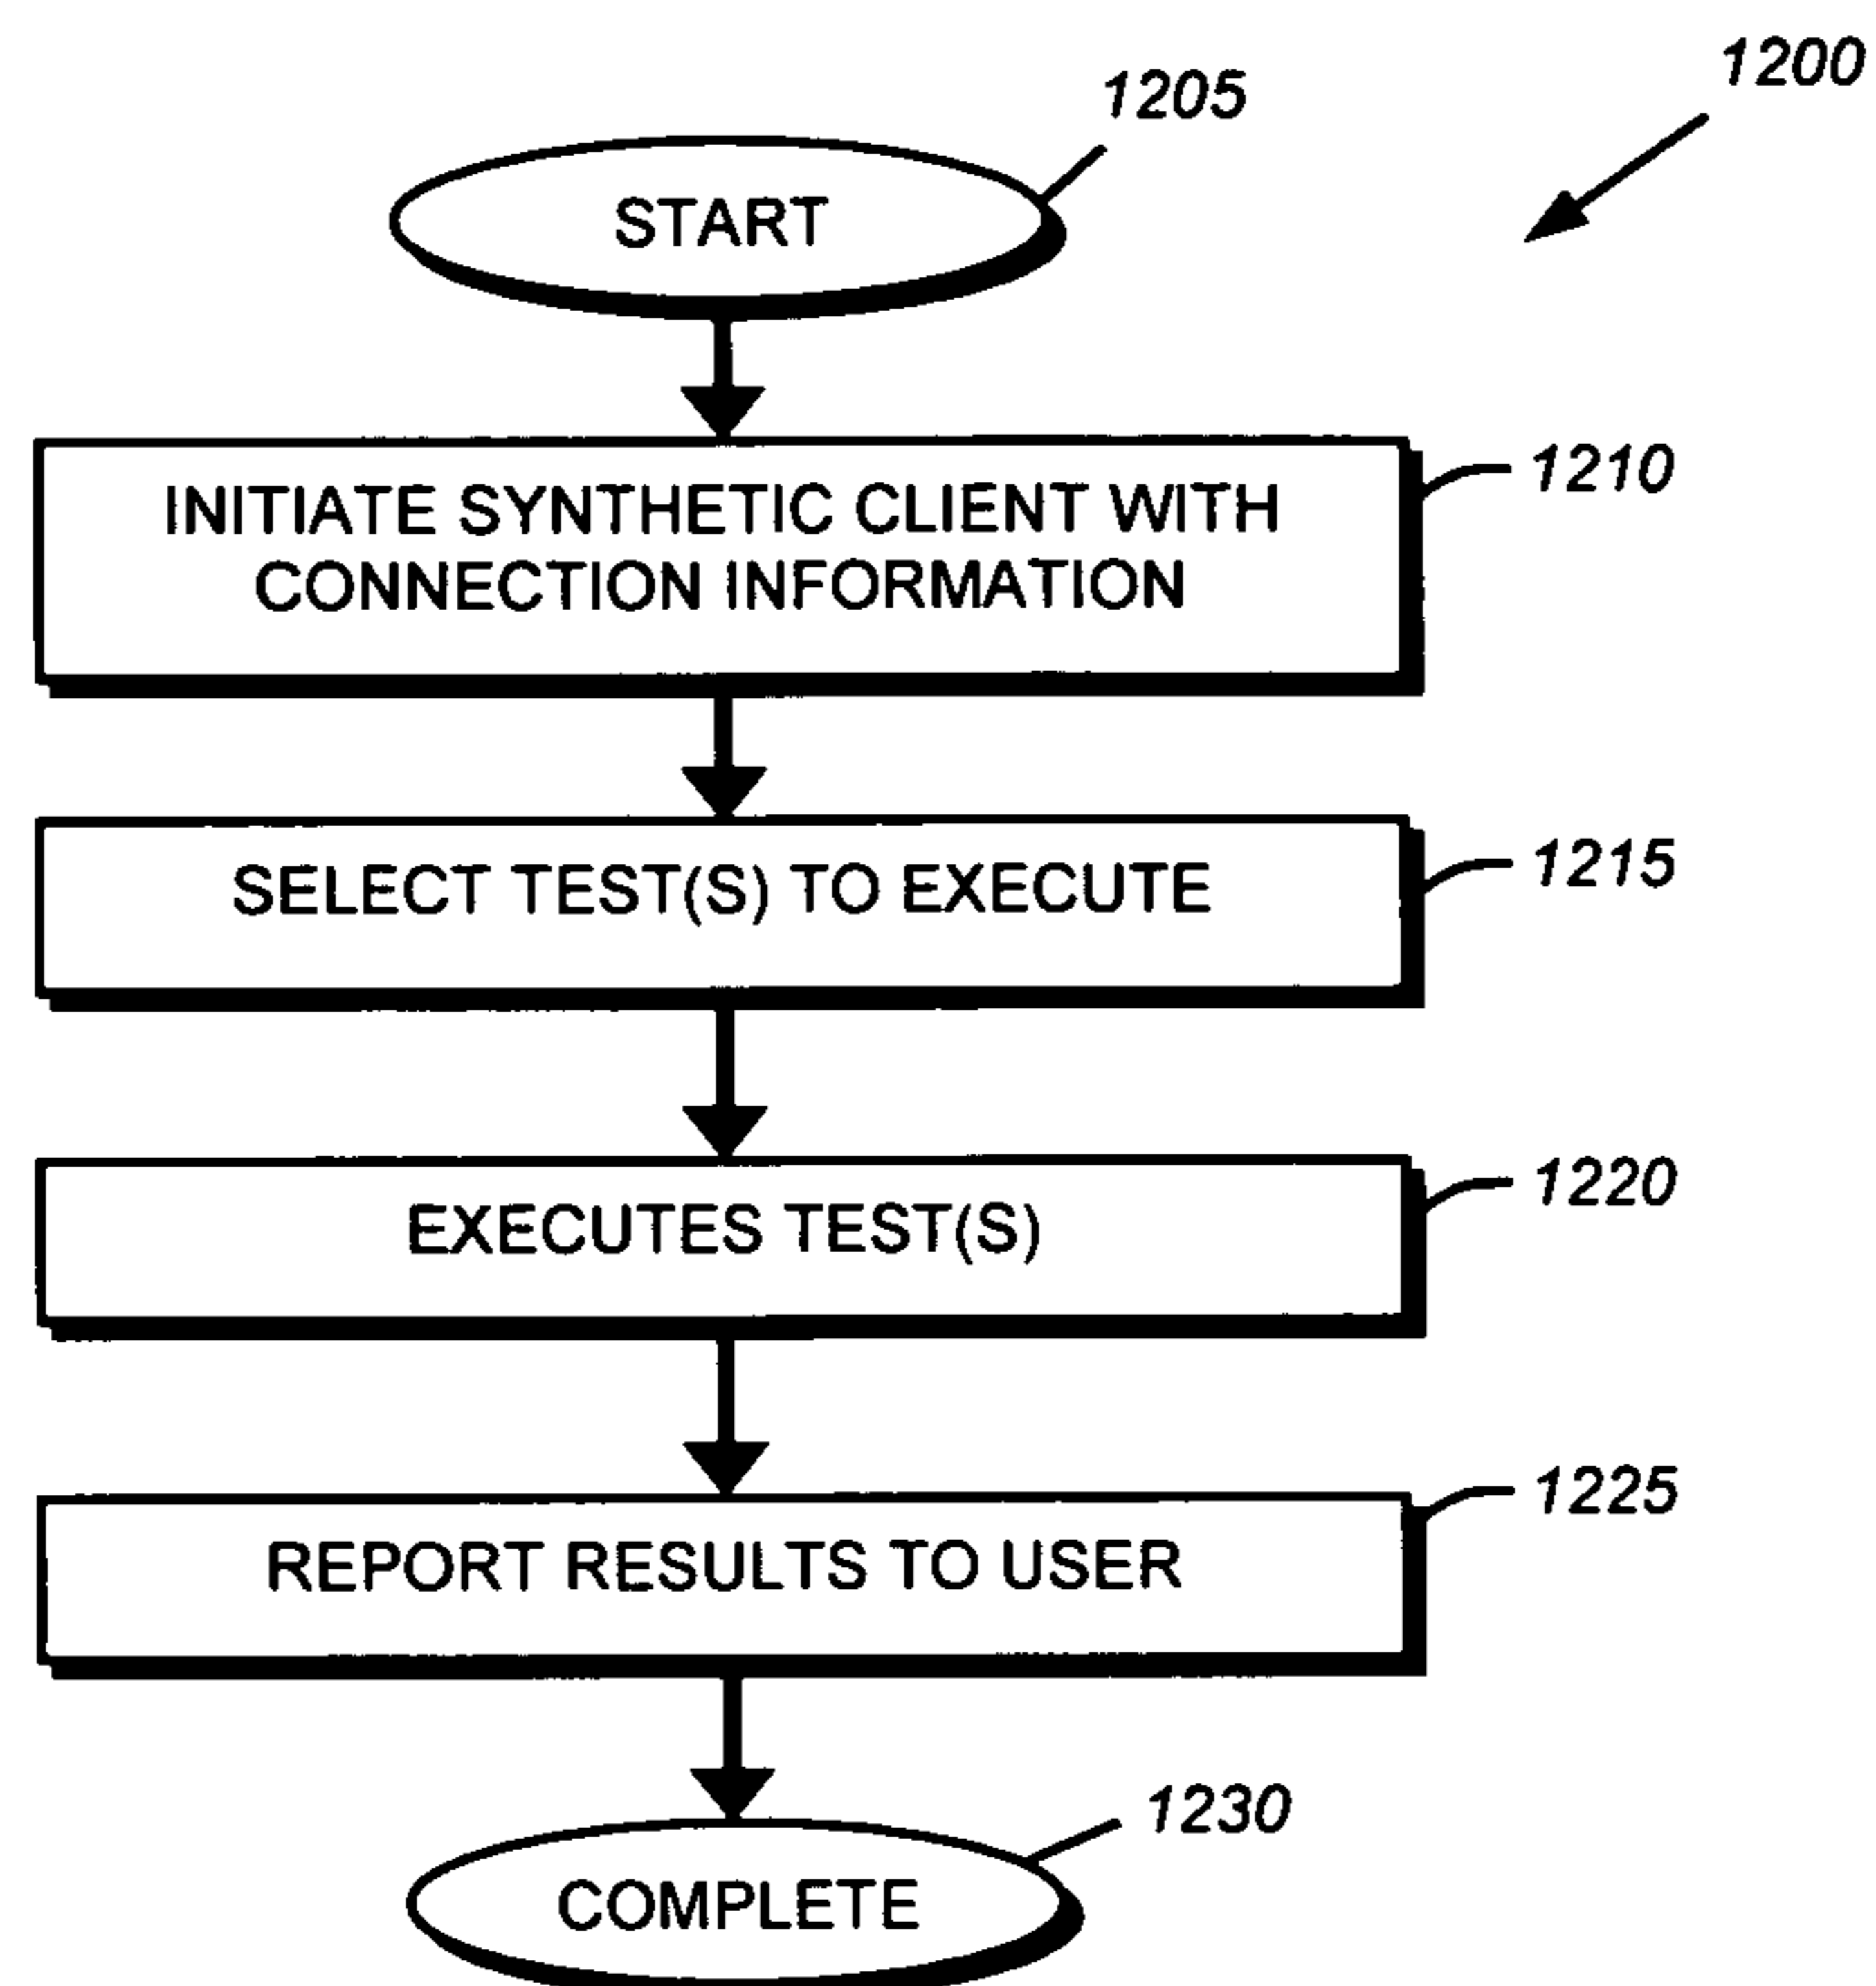 1200
1205
START
1210
INITIATE SYNTHETIC CLIENT WITH
CONNECTION INFORMATION
1215
SELECT TEST(S) TO EXECUTE
1220
EXECUTES TEST(S)
1225
REPORT RESULTS TO USER
1230
COMPLETE